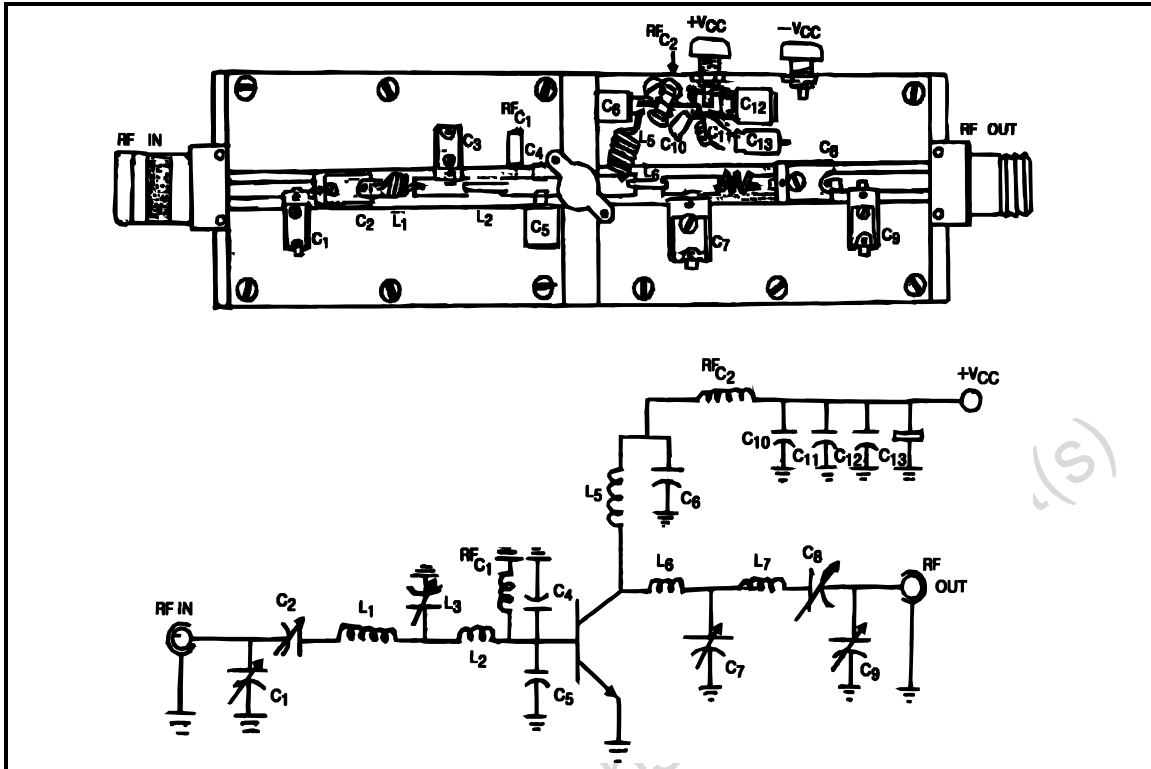 RFC2
+VCC
−VCC
C6
C12
RFC1
L5
C10
C11
C13
RF IN
C3
C4
C8
RF OUT
L6
C1
C2
L1
L2
C5
C7
C9
RFC2
+VCC
C10
C11
C12
C13
L5
C6
RFC1
C4
L6
L7
C8
RF
OUT
RF IN
C2
L1
L3
L2
C1
C5
C7
C9
(S)